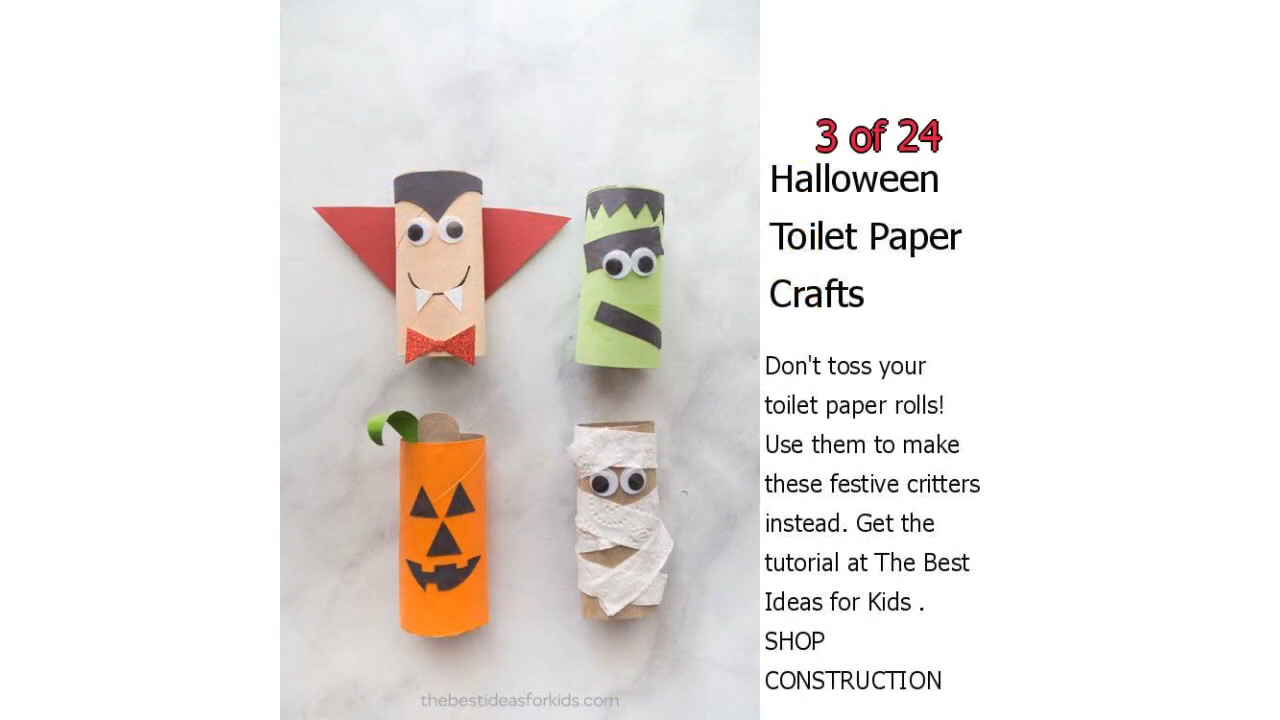 3 of 24
Halloween
Toilet Paper
Crafts
Don't toss your
toilet paper rolls!
Use them to make
these festive critters
instead. Get the
tutorial at The Best
Ideas for Kids .
SHOP
CONSTRUCTION
thebestideasforkids.com